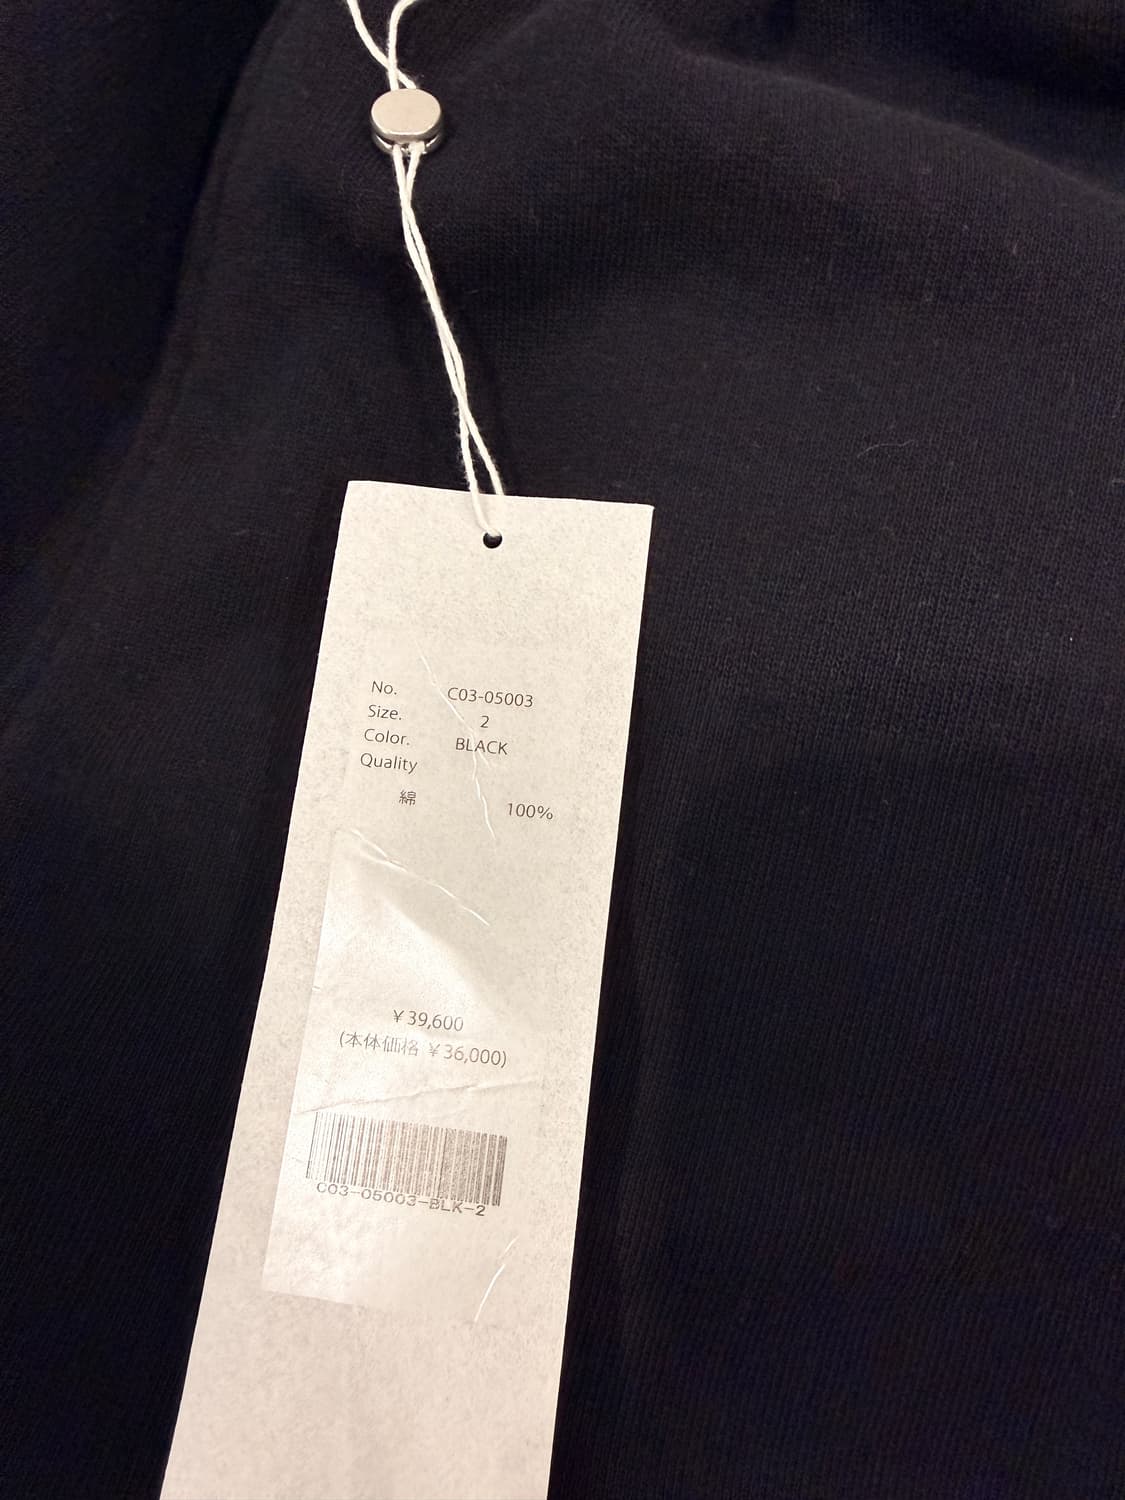 No. C03-05003
Size. 2
Color. BLACK
Quality
綿 100%
¥39,600
(本体価格 ¥36,000)
C03-05003-BLK-2